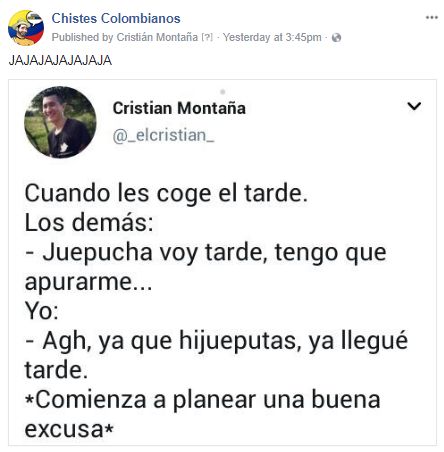 Chistes Colombianos
Published by Cristián Montaña [?] · Yesterday at 3:45pm ·
JAJAJAJAJAJAJA
Cristian Montaña
@_elcristian_
Cuando les coge el tarde.
Los demás:
- Juepucha voy tarde, tengo que
apurarme...
Yo:
- Agh, ya que hijueputas, ya llegué
tarde.
*Comienza a planear una buena
excusa*